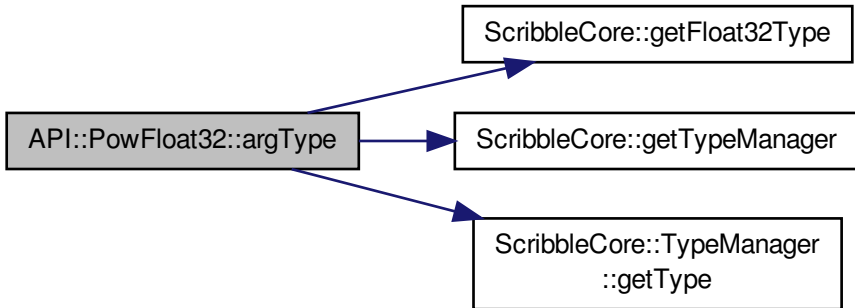 ScribbleCore::getFloat32Type
API::PowFloat32::argType
ScribbleCore::getTypeManager
ScribbleCore::TypeManager
::getType